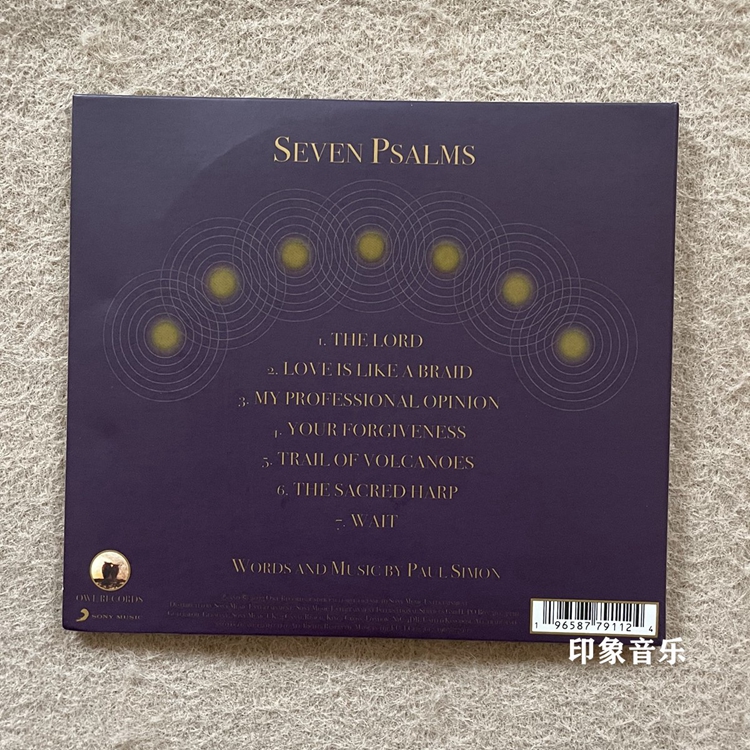 SEVEN PSALMS
1. THE LORD
2. LOVE IS LIKE A BRAID
3. MY PROFESSIONAL OPINION
4. YOUR FORGIVENESS
5. TRAIL OF VOLCANOES
6. THE SACRED HARP
7. WAIT
WORDS AND MUSIC BY PAUL SIMON
OWL RECORDS
SONY MUSIC
1 96587 79112 4
印象音乐